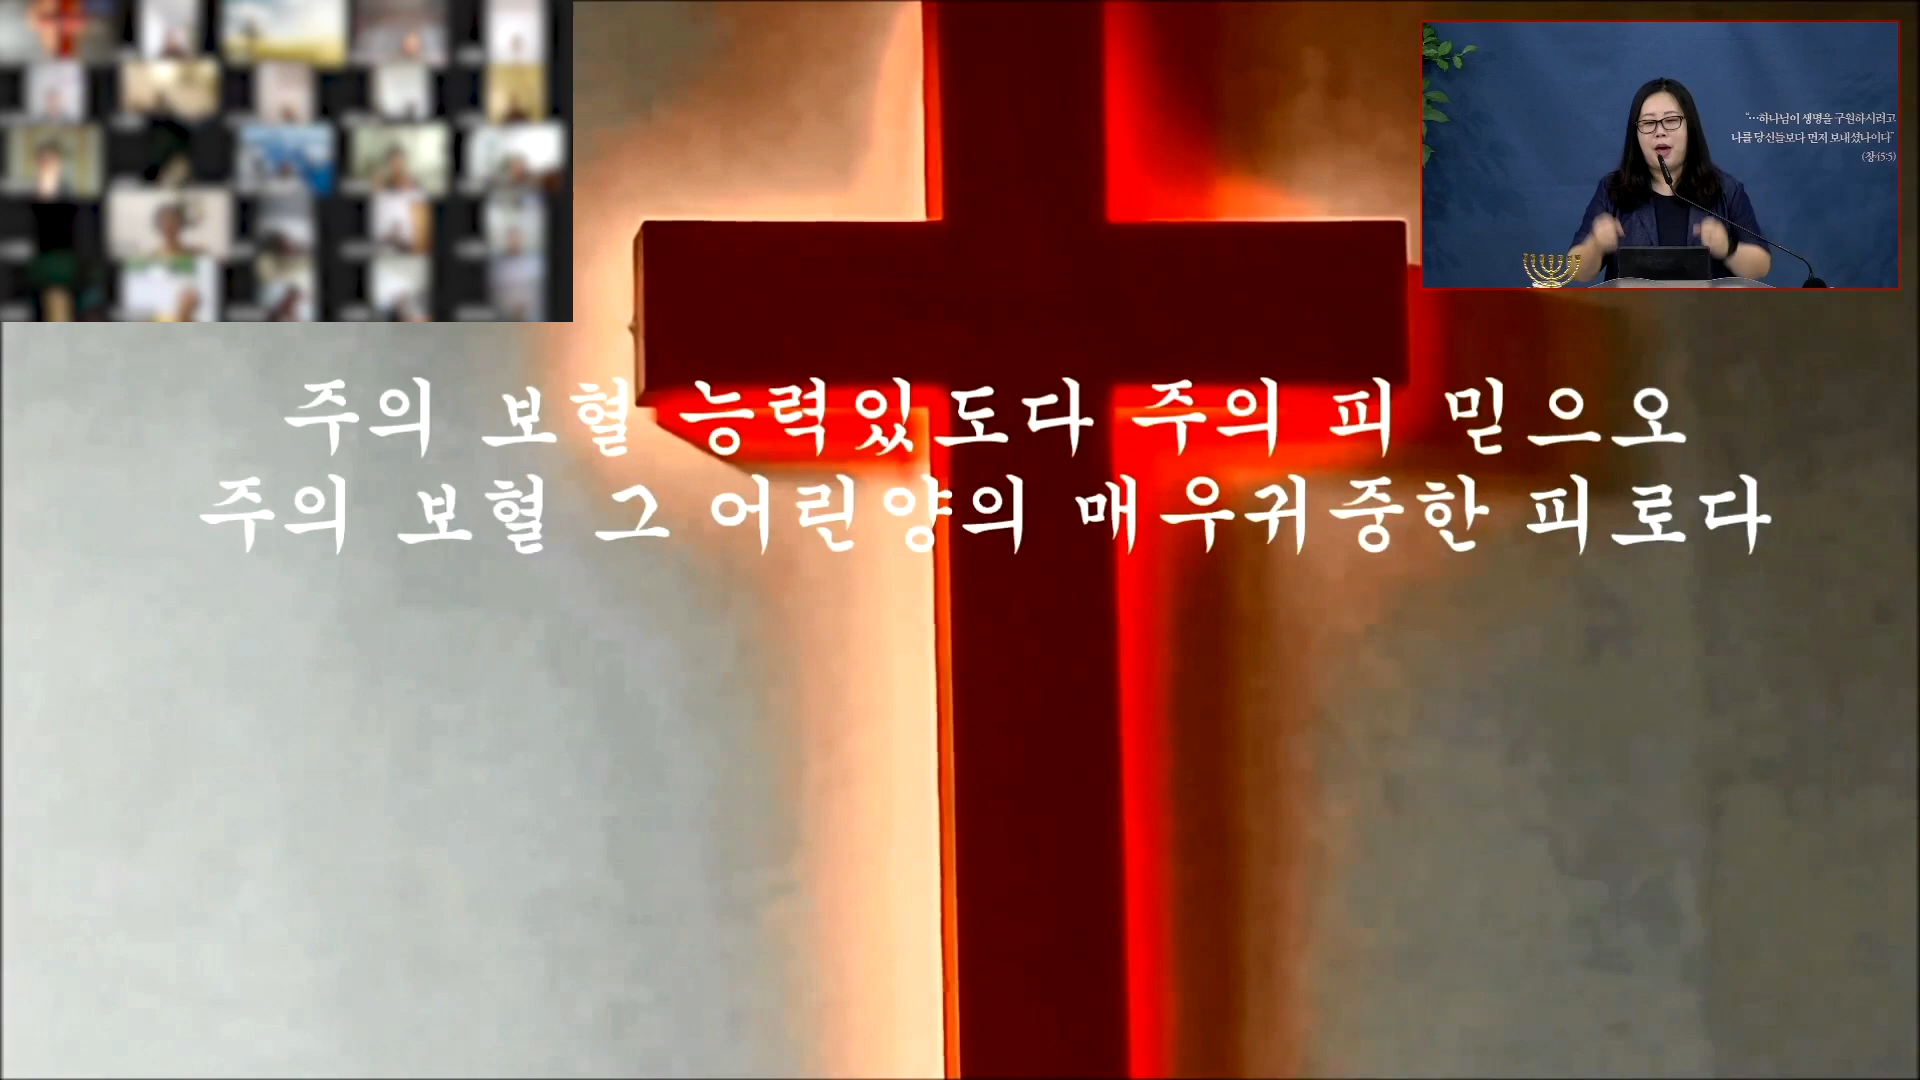 “…하나님이 생명을 구원하시려고
나를 당신들보다 먼저 보내셨나이다”
(창45:5)
주의 보혈 능력있도다 주의 피 믿으오
주의 보혈 그 어린양의 매우귀중한 피로다